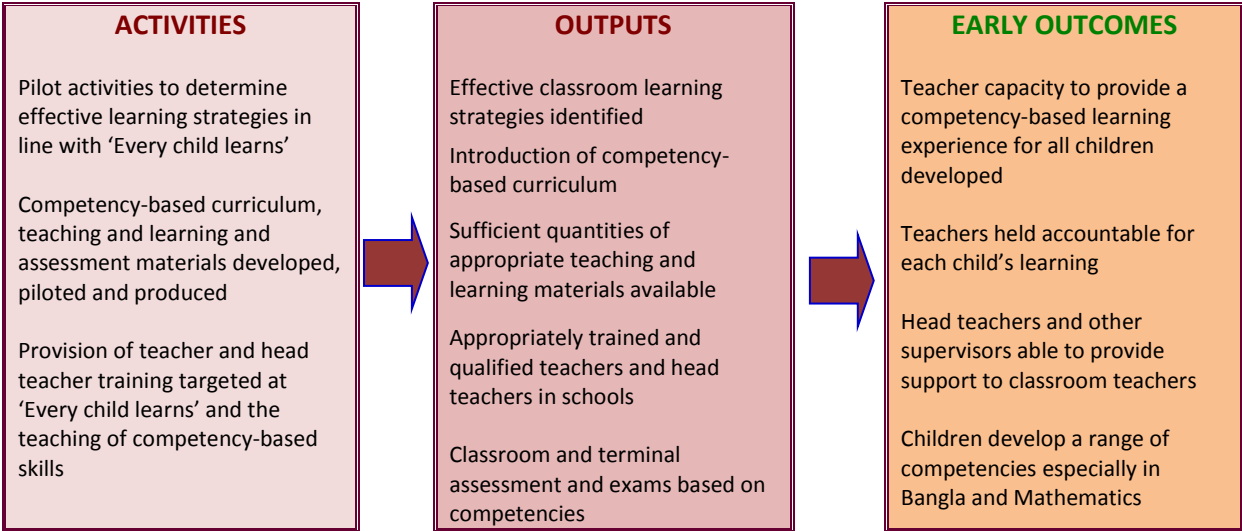 ACTIVITIES
Pilot activities to determine
effective learning strategies in
line with ‘Every child learns’
Competency-based curriculum,
teaching and learning and
assessment materials developed,
piloted and produced
Provision of teacher and head
teacher training targeted at
‘Every child learns’ and the
teaching of competency-based
skills
OUTPUTS
Effective classroom learning
strategies identified
Introduction of competency-
based curriculum
Sufficient quantities of
appropriate teaching and
learning materials available
Appropriately trained and
qualified teachers and head
teachers in schools
Classroom and terminal
assessment and exams based on
competencies
EARLY OUTCOMES
Teacher capacity to provide a
competency-based learning
experience for all children
developed
Teachers held accountable for
each child’s learning
Head teachers and other
supervisors able to provide
support to classroom teachers
Children develop a range of
competencies especially in
Bangla and Mathematics